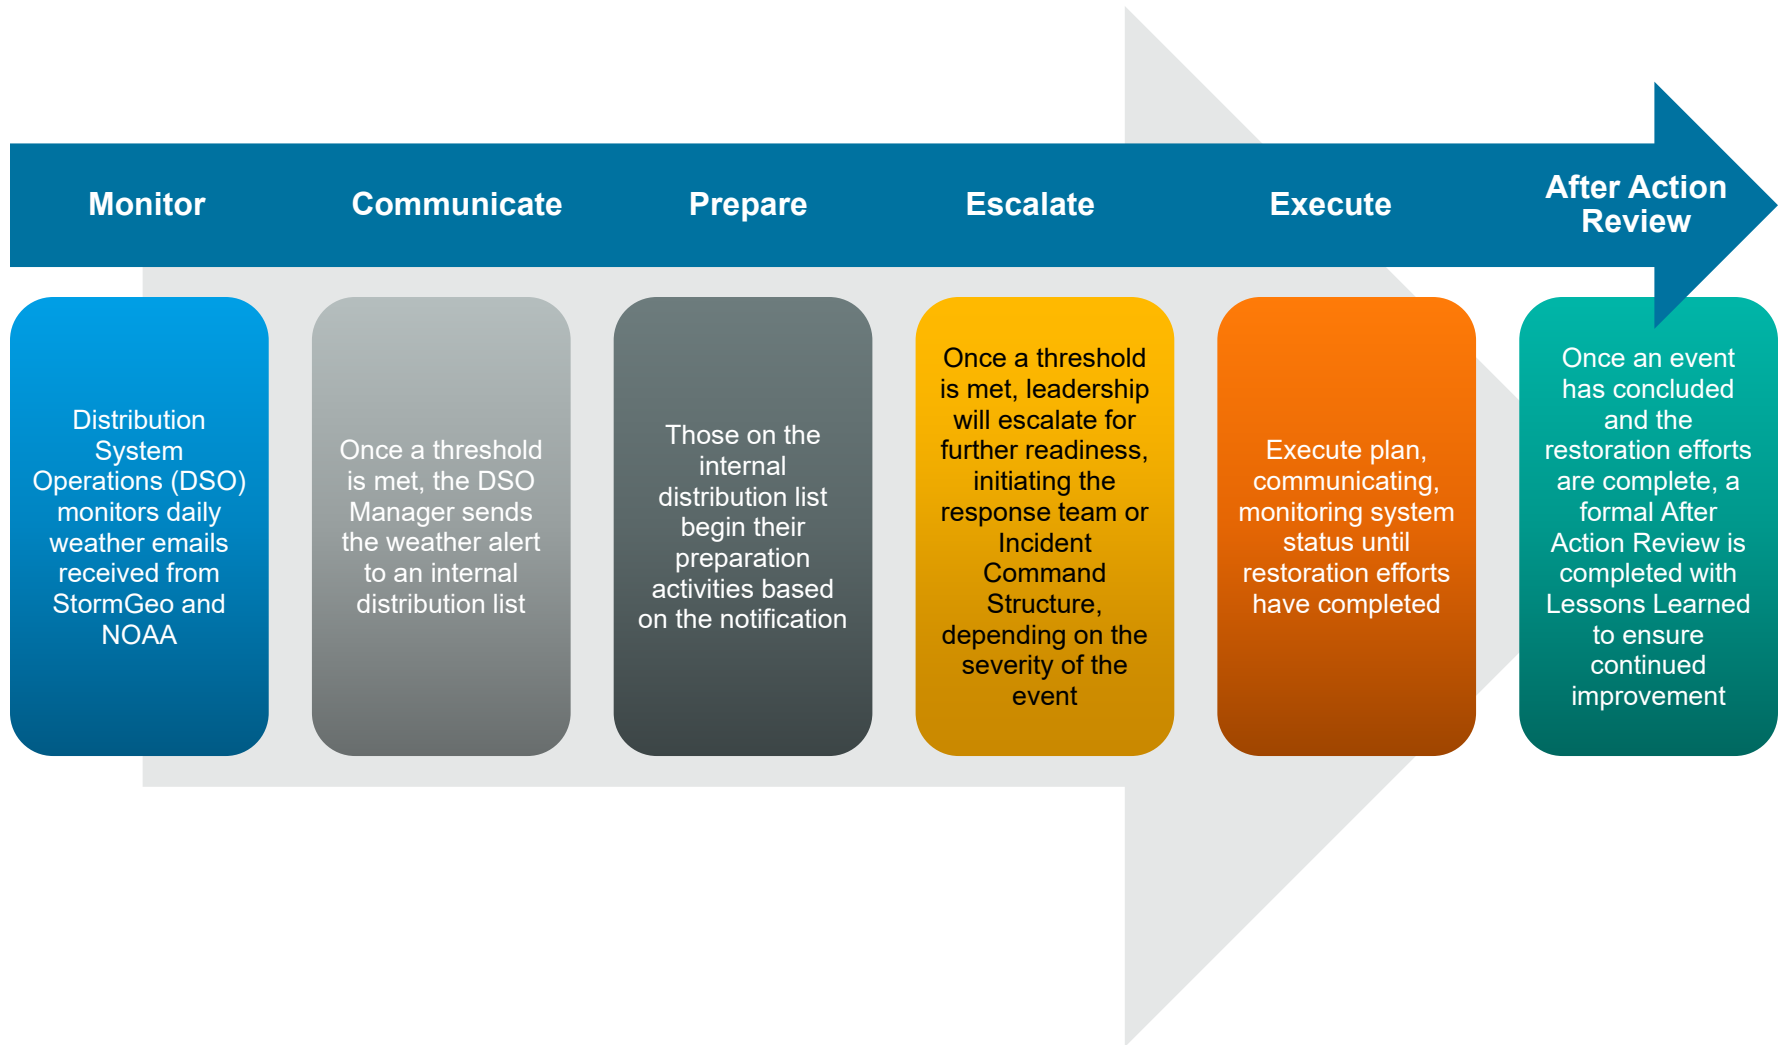 Monitor
Communicate
Prepare
Escalate
Execute
After Action
Review
Distribution
System
Operations (DSO)
monitors daily
weather emails
received from
StormGeo and
NOAA
Once a threshold
is met, the DSO
Manager sends
the weather alert
to an internal
distribution list
Those on the
internal
distribution list
begin their
preparation
activities based
on the notification
Once a threshold
is met, leadership
will escalate for
further readiness,
initiating the
response team or
Incident
Command
Structure,
depending on the
severity of the
event
Execute plan,
communicating,
monitoring system
status until
restoration efforts
have completed
Once an event
has concluded
and the
restoration efforts
are complete, a
formal After
Action Review is
completed with
Lessons Learned
to ensure
continued
improvement